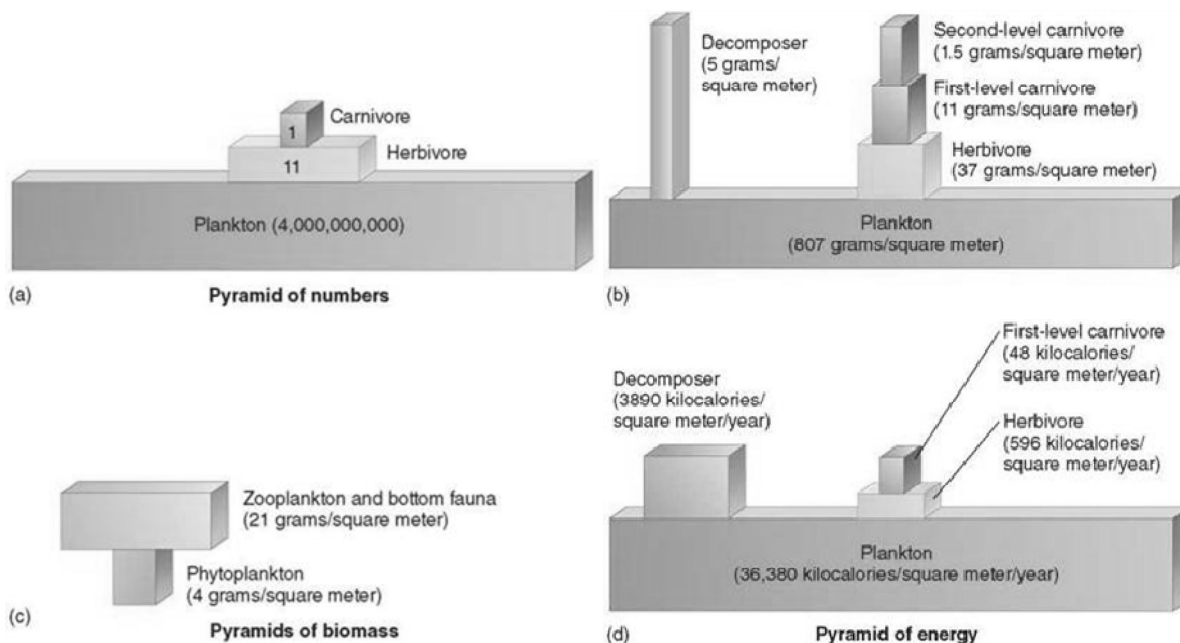 Carnivore
1
Herbivore
11
Plankton (4,000,000,000)
(a)
Pyramid of numbers
Decomposer
(5 grams/
square meter)
Second-level carnivore
(1.5 grams/square meter)
First-level carnivore
(11 grams/square meter)
Herbivore
(37 grams/square meter)
Plankton
(807 grams/square meter)
(b)
Zooplankton and bottom fauna
(21 grams/square meter)
Phytoplankton
(4 grams/square meter)
(c)
Pyramids of biomass
First-level carnivore
(48 kilocalories/
square meter/year)
Decomposer
(3890 kilocalories/
square meter/year)
Herbivore
(596 kilocalories/
square meter/year)
Plankton
(36,380 kilocalories/square meter/year)
(d)
Pyramid of energy